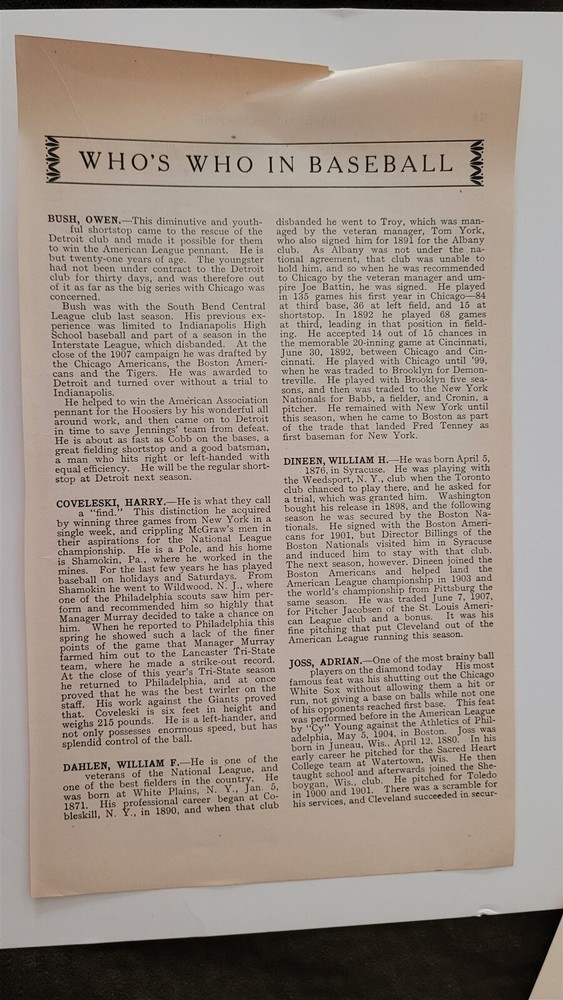 WHO'S WHO IN BASEBALL
BUSH, OWEN.—This diminutive and youth-
ful shortstop came to the rescue of the
Detroit club and made it possible for them
to win the American League pennant. He is
but twenty-one years of age. The youngster
had not been under contract to the Detroit
club for thirty days, and was therefore out
of it as far as the big series with Chicago was
concerned.
Bush was with the South Bend Central
League club last season. His previous ex-
perience was limited to Indianapolis High
School baseball and part of a season in the
Interstate League, which disbanded. At the
close of the 1907 campaign he was drafted by
the Chicago Americans, the Boston Ameri-
cans and the Tigers. He was awarded to
Detroit and turned over without a trial to
Indianapolis.
He helped to win the American Association
pennant for the Hoosiers by his wonderful all
around work, and then came on to Detroit
in time to save Jennings' team from defeat.
He is about as fast as Cobb on the bases, a
great fielding shortstop and a good batsman,
a man who hits right or left-handed with
equal efficiency. He will be the regular short-
stop at Detroit next season.
COVELESKI, HARRY.—He is what they call
a "find." This distinction he acquired
by winning three games from New York in a
single week, and crippling McGraw's men in
their aspirations for the National League
championship. He is a Pole, and his home
is Shamokin, Pa., where he worked in the
mines. For the last few years he has played
baseball on holidays and Saturdays. From
Shamokin he went to Wildwood, N. J., where
one of the Philadelphia scouts saw him per-
form and recommended him so highly that
Manager Murray decided to take a chance on
him. When he reported to Philadelphia this
spring he showed such a lack of the finer
points of the game that Manager Murray
farmed him out to the Lancaster Tri-State
team, where he made a strike-out record.
At the close of this year's Tri-State season
he returned to Philadelphia, and at once
proved that he was the best twirler on the
staff. His work against the Giants proved
that. Coveleski is six feet in height and
weighs 215 pounds. He is a left-hander, and
not only possesses enormous speed, but has
splendid control of the ball.
DAHLEN, WILLIAM F.—He is one of the
veterans of the National League, and
one of the best fielders in the country. He
was born at White Plains, N. Y., Jan. 5,
1871. His professional career began at Co-
bleskill, N. Y., in 1890, and when that club
disbanded he went to Troy, which was man-
aged by the veteran manager, Tom York,
who also signed him for 1891 for the Albany
club. As Albany was not under the na-
tional agreement, that club was unable to
hold him, and so when he was recommended
to Chicago by the veteran manager and um-
pire Joe Battin, he was signed. He played
in 135 games his first year in Chicago—84
at third base, 36 at left field, and 15 at
shortstop. In 1892 he played 68 games
at third, leading in that position in field-
ing. He accepted 14 out of 15 chances in
the memorable 20-inning game at Cincinnati,
June 30, 1892, between Chicago and Cin-
cinnati. He played with Chicago until '99,
when he was traded to Brooklyn for Demon-
treville. He played with Brooklyn five sea-
sons, and then was traded to the New York
Nationals for Babb, a fielder, and Cronin, a
pitcher. He remained with New York until
this season, when he came to Boston as part
of the trade that landed Fred Tenney as
first baseman for New York.
DINEEN, WILLIAM H.—He was born April 5,
1876, in Syracuse. He was playing with
the Weedsport, N. Y., club when the Toronto
club chanced to play there, and he asked for
a trial, which was granted him. Washington
bought his release in 1898, and the following
season he was secured by the Boston Na-
tionals. He signed with the Boston Ameri-
cans for 1901, but Director Billings of the
Boston Nationals visited him in Syracuse
and induced him to stay with that club.
The next season, however, Dineen joined the
Boston Americans and helped land the
American League championship in 1903 and
the world's championship from Pittsburg the
same season. He was traded June 7, 1907,
for Pitcher Jacobsen of the St. Louis Ameri-
can League club and a bonus. It was his
fine pitching that put Cleveland out of the
American League running this season.
JOSS, ADRIAN.—One of the most brainy ball
players on the diamond today His most
famous feat was his shutting out the Chicago
White Sox without allowing them a hit or
run, not giving a base on balls while not one
of his opponents reached first base. This feat
was performed before in the American League
by "Cy" Young against the Athletics of Phil-
adelphia, May 5, 1904, in Boston. Joss was
born in Juneau, Wis., April 12, 1880. In his
early career he pitched for the Sacred Heart
College team at Watertown, Wis. He then
taught school and afterwards joined the She-
boygan, Wis., club. He pitched for Toledo
in 1900 and 1901. There was a scramble for
his services, and Cleveland succeeded in secur-